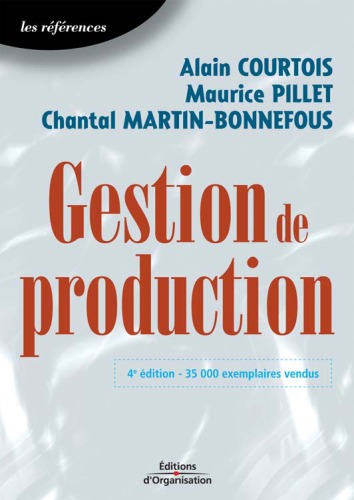 les références
Alain COURTOIS
Maurice PILLET
Chantal MARTIN-BONNEFOUS
Gestion de
production
4e édition - 35 000 exemplaires vendus
Éditions
d'Organisation